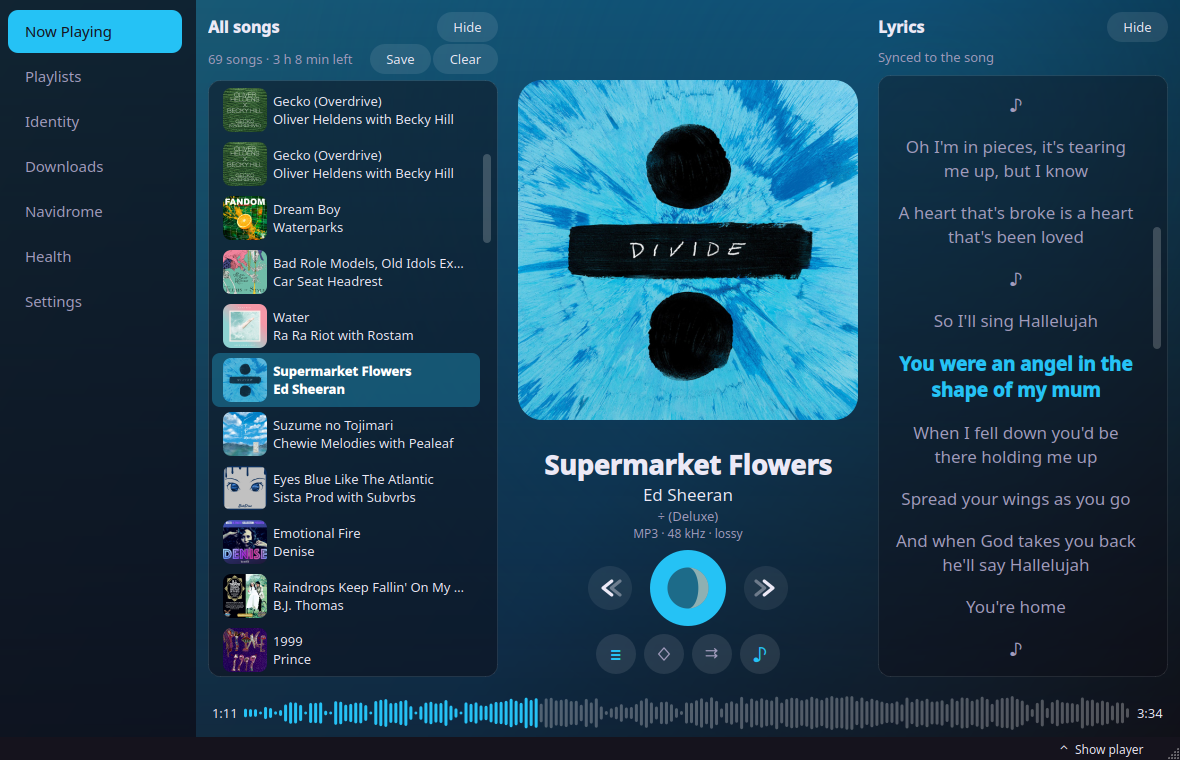 Now Playing
Playlists
Identity
Downloads
Navidrome
Health
Settings
All songs
Hide
69 songs · 3 h 8 min left
Save
Clear
Gecko (Overdrive)
Oliver Heldens with Becky Hill
Gecko (Overdrive)
Oliver Heldens with Becky Hill
FANDOM
Dream Boy
Waterparks
Bad Role Models, Old Idols Ex...
Car Seat Headrest
Water
Ra Ra Riot with Rostam
Supermarket Flowers
Ed Sheeran
Suzume no Tojimari
Chewie Melodies with Pealeaf
Eyes Blue Like The Atlantic
Sista Prod with Subvrbs
DENISE
Emotional Fire
Denise
Raindrops Keep Fallin' On My ...
B.J. Thomas
1999
Prince
DIVIDE
Supermarket Flowers
Ed Sheeran
÷ (Deluxe)
MP3 · 48 kHz · lossy
Lyrics
Hide
Synced to the song
♪
Oh I'm in pieces, it's tearing
me up, but I know
A heart that's broke is a heart
that's been loved
♪
So I'll sing Hallelujah
You were an angel in the
shape of my mum
When I fell down you'd be
there holding me up
Spread your wings as you go
And when God takes you back
he'll say Hallelujah
You're home
♪
1:11
3:34
Show player